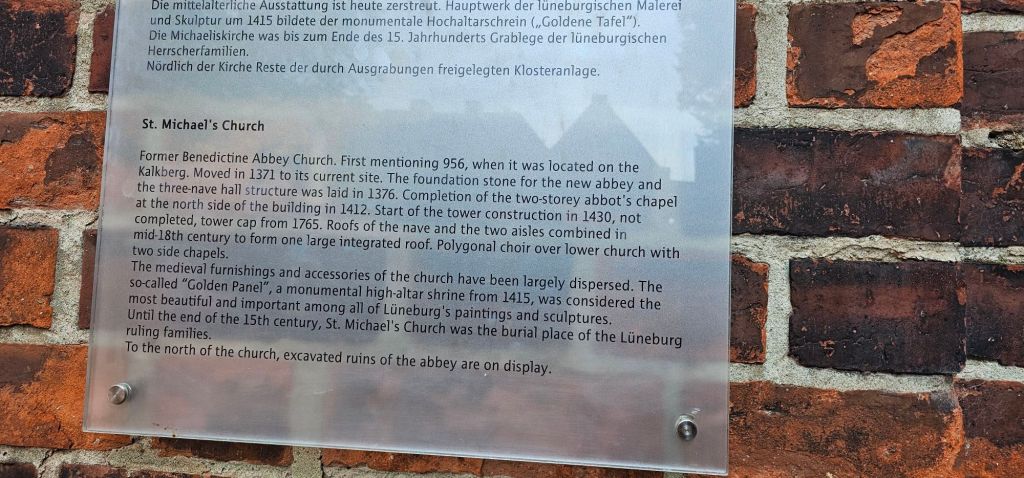 Die mittelalterliche Ausstattung ist heute zerstreut. Hauptwerk der lüneburgischen Malerei
und Skulptur um 1415 bildete der monumentale Hochaltarschrein („Goldene Tafel“).
Die Michaeliskirche was bis zum Ende des 15. Jahrhunderts Grablege der lüneburgischen
Herrscherfamilien.
Nördlich der Kirche Reste der durch Ausgrabungen freigelegten Klosteranlage.
St. Michael's Church
Former Benedictine Abbey Church. First mentioning 956, when it was located on the
Kalkberg. Moved in 1371 to its current site. The foundation stone for the new abbey and
the three-nave hall structure was laid in 1376. Completion of the two-storey abbot's chapel
at the north side of the building in 1412. Start of the tower construction in 1430, not
completed, tower cap from 1765. Roofs of the nave and the two aisles combined in
mid-18th century to form one large integrated roof. Polygonal choir over lower church with
two side chapels.
The medieval furnishings and accessories of the church have been largely dispersed. The
so-called "Golden Panel", a monumental high-altar shrine from 1415, was considered the
most beautiful and important among all of Lüneburg's paintings and sculptures.
Until the end of the 15th century, St. Michael's Church was the burial place of the Lüneburg
ruling families.
To the north of the church, excavated ruins of the abbey are on display.